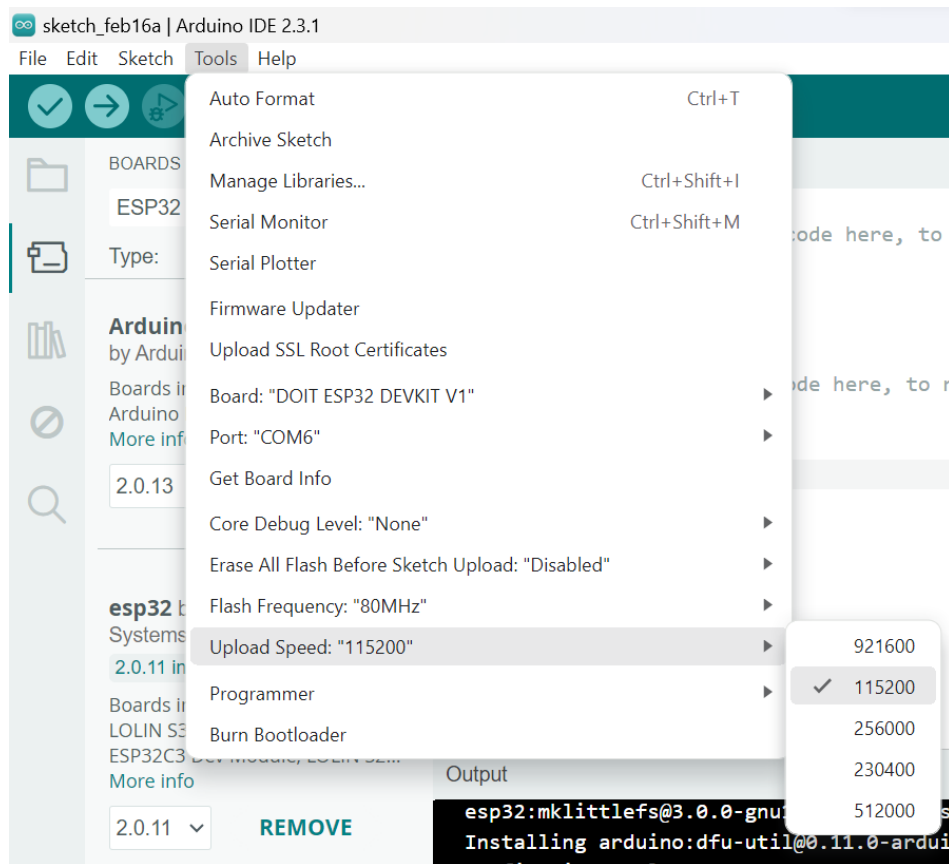 sketch_feb16a | Arduino IDE 2.3.1
File Edit Sketch Tools Help
Auto Format Ctrl+T
Archive Sketch
Manage Libraries... Ctrl+Shift+I
Serial Monitor Ctrl+Shift+M
Serial Plotter
Firmware Updater
Upload SSL Root Certificates
Board: "DOIT ESP32 DEVKIT V1"
Port: "COM6"
Get Board Info
Core Debug Level: "None"
Erase All Flash Before Sketch Upload: "Disabled"
Flash Frequency: "80MHz"
Upload Speed: "115200"
Programmer
Burn Bootloader
921600
115200
256000
230400
512000
BOARDS
ESP32
Type:
Arduin
by Ardui
Boards i
Arduino
More inf
2.0.13
esp32 b
Systems
2.0.11 in
Boards i
LOLIN S3
ESP32C3 Dev Module, LOLIN S2...
More info
2.0.11
REMOVE
code here, to
ode here, to r
Output
esp32:mklittlefs@3.0.0-gnu
Installing arduino:dfu-util@0.11.0-ardui